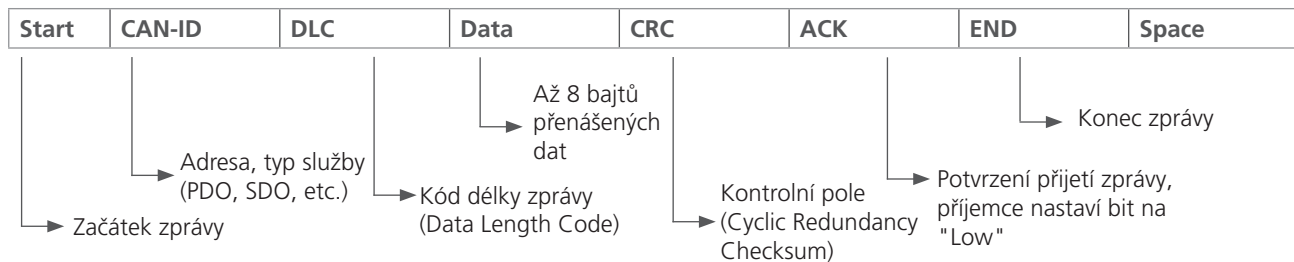 Start CAN-ID DLC Data CRC ACK END Space
Až 8 bajtů
přenášených
dat
Konec zprávy
Adresa, typ služby
(PDO, SDO, etc.)
Kód délky zprávy
(Data Length Code)
Kontrolní pole
(Cyclic Redundancy
Checksum)
Potvrzení přijetí zprávy,
příjemce nastaví bit na
"Low"
Začátek zprávy